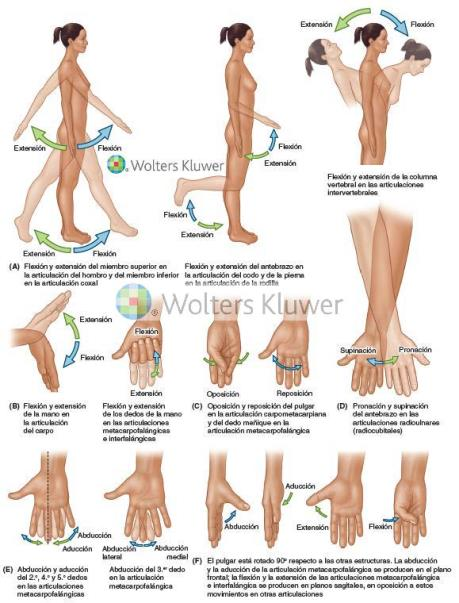 Extensión
Flexión
Extensión
Flexión
Flexión
Extensión
Wolters Kluwer
Extensión
Flexión
Flexión
Extensión
Flexión y extensión de la columna
vertebral en las articulaciones
intervertebrales
(A) Flexión y extensión del miembro superior en
la articulación del hombro y del miembro inferior
en la articulación coxal
Flexión y extensión del antebrazo en
la articulación del codo y de la pierna
en la articulación de la rodilla
Wolters Kluwer
Extensión
Flexión
Flexión
Extensión
Oposición
Reposición
Supinación
Pronación
(B) Flexión y extensión
de la mano en
la articulación
del carpo
Flexión y extensión
de los dedos de la mano
en las articulaciones
metacarpofalángicas
e interfalángicas
(C) Oposición y reposición del pulgar
en la articulación carpometacarpiana
y del dedo meñique en la
articulación metacarpofalángica
(D) Pronación y supinación
del antebrazo en las
articulaciones radioulnares
(radiocubitales)
Abducción
Aducción
Abducción
Aducción
Abducción
lateral
Abducción
medial
Abducción
Aducción
Extensión
Flexión
(E) Abducción y aducción
del 2.º, 4.º y 5.º dedos
en las articulaciones
metacarpofalángicas
Abducción del 3.er dedo
en la articulación
metacarpofalángica
(F) El pulgar está rotado 90º respecto a las otras estructuras. La abducción
y la aducción de la articulación metacarpofalángica se producen en el plano
frontal; la flexión y la extensión de las articulaciones metacarpofalángica
e interfalángica se producen en planos sagitales, en oposición a estos
movimientos en otras articulaciones